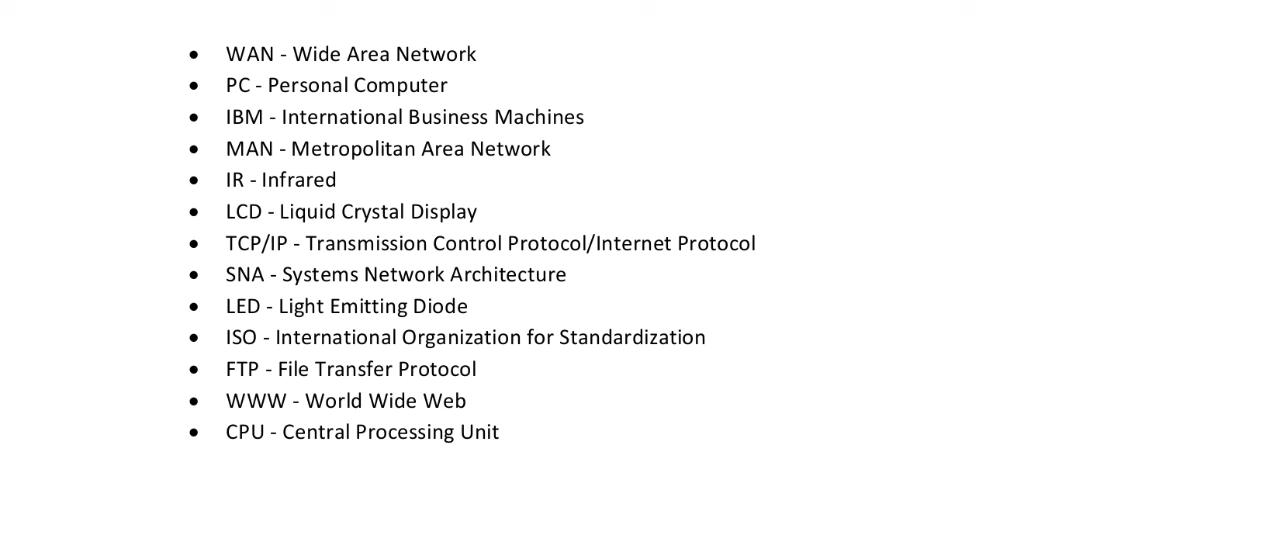 • WAN - Wide Area Network
• PC - Personal Computer
• IBM - International Business Machines
• MAN - Metropolitan Area Network
• IR - Infrared
• LCD - Liquid Crystal Display
• TCP/IP - Transmission Control Protocol/Internet Protocol
• SNA - Systems Network Architecture
• LED - Light Emitting Diode
• ISO - International Organization for Standardization
• FTP - File Transfer Protocol
• WWW - World Wide Web
• CPU - Central Processing Unit